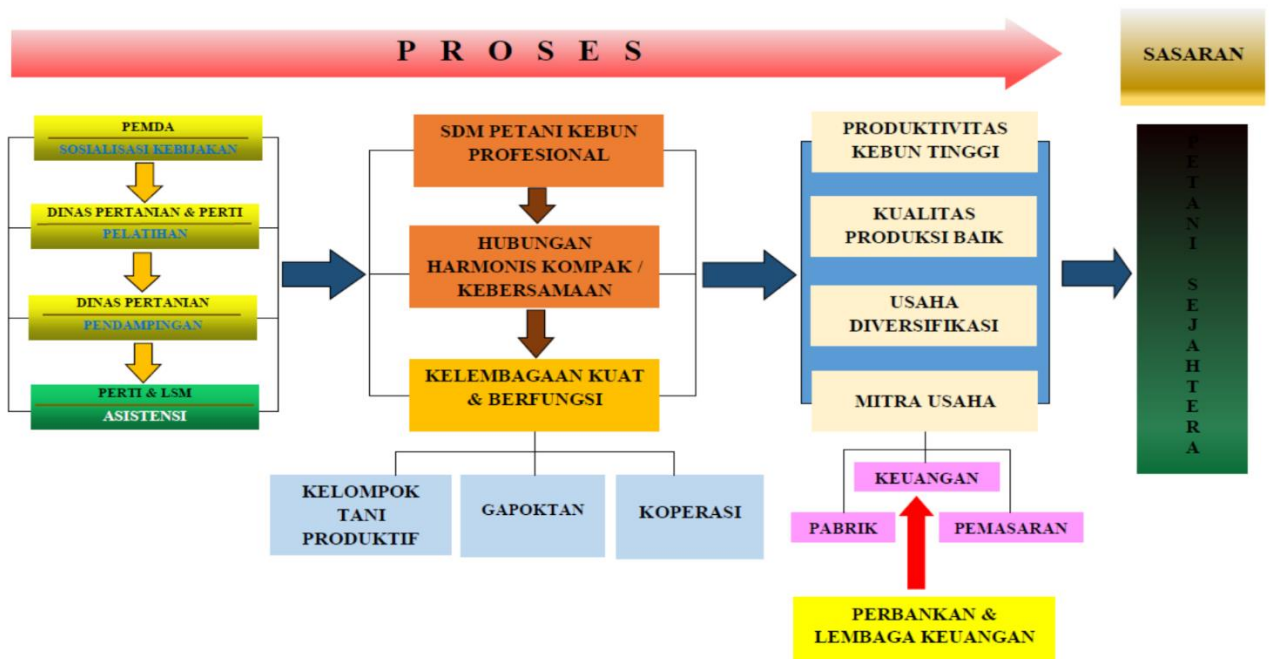 P R O S E S
SASARAN
PEMDA
SOSIALISASI KEBIJAKAN
DINAS PERTANIAN & PERTI
PELATIHAN
DINAS PERTANIAN
PENDAMPINGAN
PERTI & LSM
ASISTENSI
SDM PETANI KEBUN
PROFESIONAL
HUBUNGAN
HARMONIS KOMPAK /
KEBERSAMAAN
KELEMBAGAAN KUAT
& BERFUNGSI
KELOMPOK
TANI
PRODUKTIF
GAPOKTAN
KOPERASI
PRODUKTIVITAS
KEBUN TINGGI
KUALITAS
PRODUKSI BAIK
USAHA
DIVERSIFIKASI
MITRA USAHA
KEUANGAN
PABRIK
PEMASARAN
PERBANKAN &
LEMBAGA KEUANGAN
PETANI SEJAHTERA